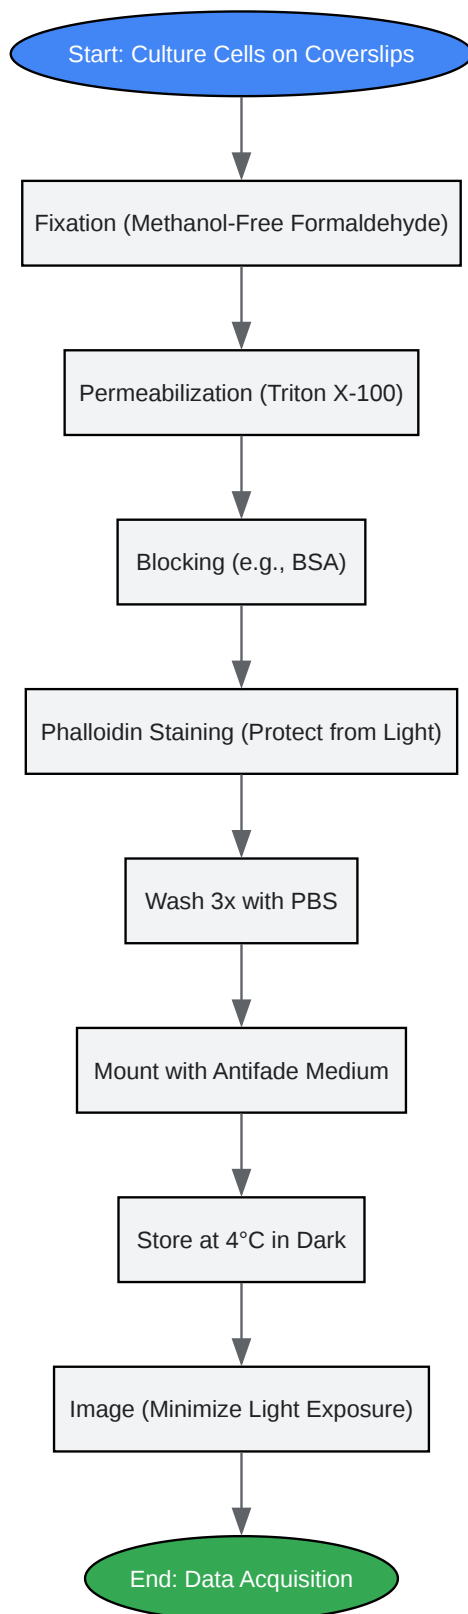 Start: Culture Cells on Coverslips
Fixation (Methanol-Free Formaldehyde)
Permeabilization (Triton X-100)
Blocking (e.g., BSA)
Phalloidin Staining (Protect from Light)
Wash 3x with PBS
Mount with Antifade Medium
Store at 4°C in Dark
Image (Minimize Light Exposure)
End: Data Acquisition